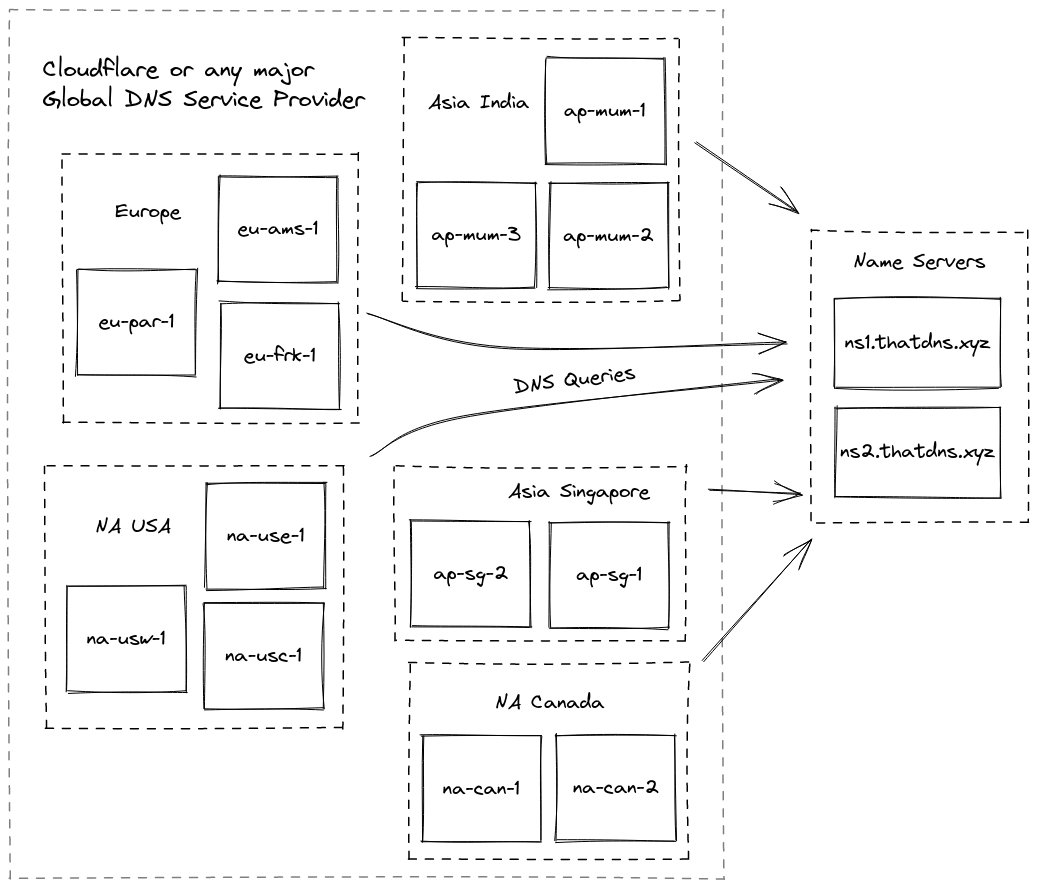 Cloudflare or any major
Global DNS Service Provider
Asia India
ap-mum-1
ap-mum-3
ap-mum-2
Europe
eu-ams-1
eu-par-1
eu-frk-1
DNS Queries
Name Servers
ns1.thatdns.xyz
ns2.thatdns.xyz
NA USA
na-use-1
na-usw-1
na-usc-1
Asia Singapore
ap-sg-2
ap-sg-1
NA Canada
na-can-1
na-can-2